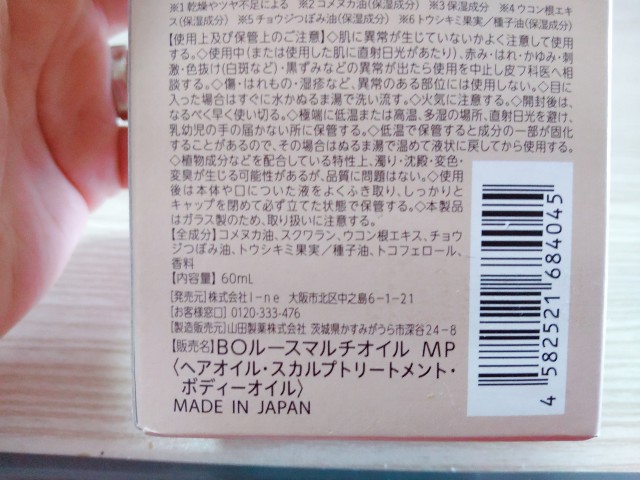 ※1 乾燥やツヤ不足による ※2 コメヌカ油(保湿成分) ※3 保湿成分 ※4 ウコン根エキ
ス(保湿成分) ※5 チョウジつぼみ油(保湿成分) ※6 トウシキミ果実/種子油(保湿成分)
【使用上及び保管上のご注意】◇肌に異常が生じていないかよく注意して使用
する。◇使用中(または使用した肌に直射日光があたり)、赤み・はれ・かゆみ・刺
激・色抜け(白斑など)・黒ずみなどの異常が出たら使用を中止し皮フ科医へ相
談する。◇傷・はれもの・湿疹など、異常のある部位には使用しない。◇目に
入った場合はすぐに水かぬるま湯で洗い流す。◇火気に注意する。◇開封後は、
なるべく早く使い切る。◇極端に低温または高温、多湿の場所、直射日光を避け、
乳幼児の手の届かない所に保管する。◇低温で保管すると成分の一部が固化
することがあるので、その場合はぬるま湯で温めて液状に戻してから使用する。
◇植物成分などを配合している特性上、濁り・沈殿・変色・
変臭が生じる可能性があるが、品質に問題はない。◇使用
後は本体や口についた液をよくふき取り、しっかりと
キャップを閉めて必ず立てた状態で保管する。◇本製品
はガラス製のため、取り扱いに注意する。
【全成分】コメヌカ油、スクワラン、ウコン根エキス、チョウ
ジつぼみ油、トウシキミ果実/種子油、トコフェロール、
香料
【内容量】60mL
[発売元]株式会社I-ne 大阪市北区中之島6-1-21
[お客様窓口]0120-333-476
[製造販売元]山田製薬株式会社 茨城県かすみがうら市深谷24-8
【販売名】BOルースマルチオイル MP
〈ヘアオイル・スカルプトリートメント・
ボディーオイル〉
MADE IN JAPAN
4 582521 684045